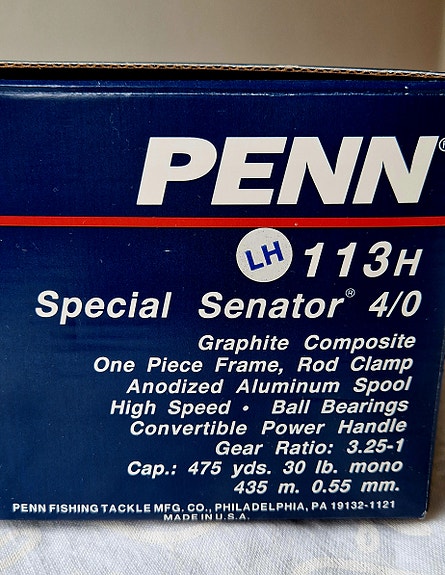 PENN®
LH 113H
Special Senator® 4/0
Graphite Composite
One Piece Frame, Rod Clamp
Anodized Aluminum Spool
High Speed • Ball Bearings
Convertible Power Handle
Gear Ratio: 3.25-1
Cap.: 475 yds. 30 lb. mono
435 m. 0.55 mm.
PENN FISHING TACKLE MFG. CO., PHILADELPHIA, PA 19132-1121
MADE IN U.S.A.